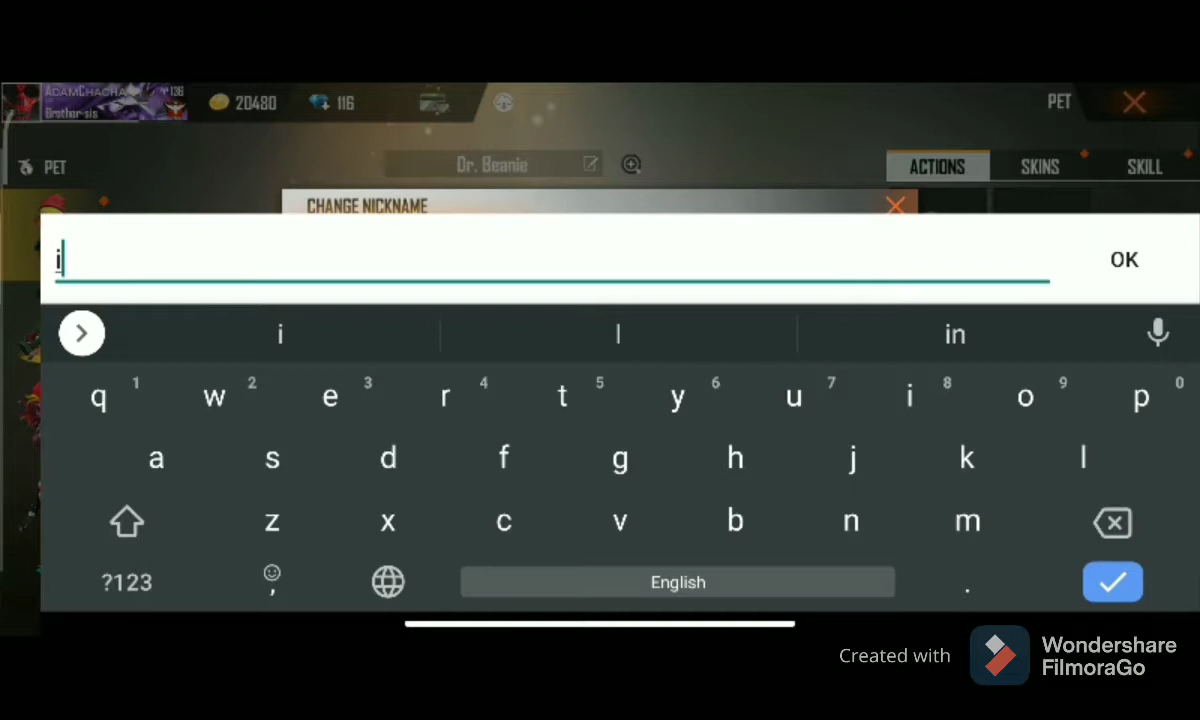 ADAMCHACHA 136
Brother-sis
20480
116
PET
PET
Dr. Beanie
ACTIONS
SKINS
SKILL
CHANGE NICKNAME
i
OK
i
I
in
q 1 w 2 e 3 r 4 t 5 y 6 u 7 i 8 o 9 p 0
a s d f g h j k l
z x c v b n m
?123 , English .
Created with
Wondershare
FilmoraGo